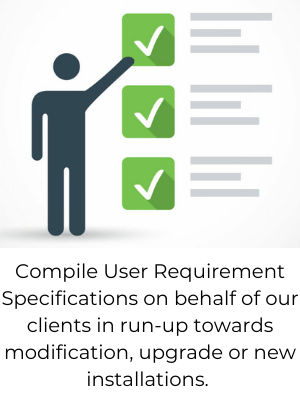 Compile User Requirement
Specifications on behalf of our
clients in run-up towards
modification, upgrade or new
installations.